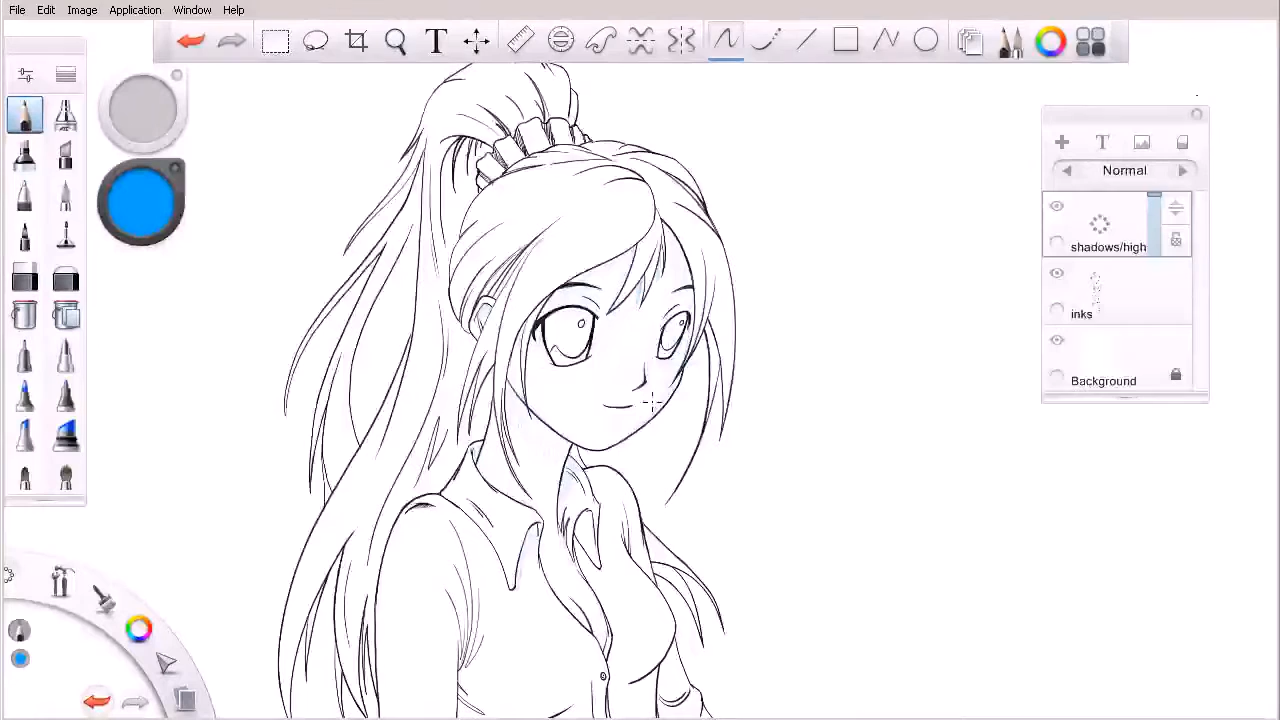 File Edit Image Application Window Help
T
T
Normal
shadows/high
inks
Background